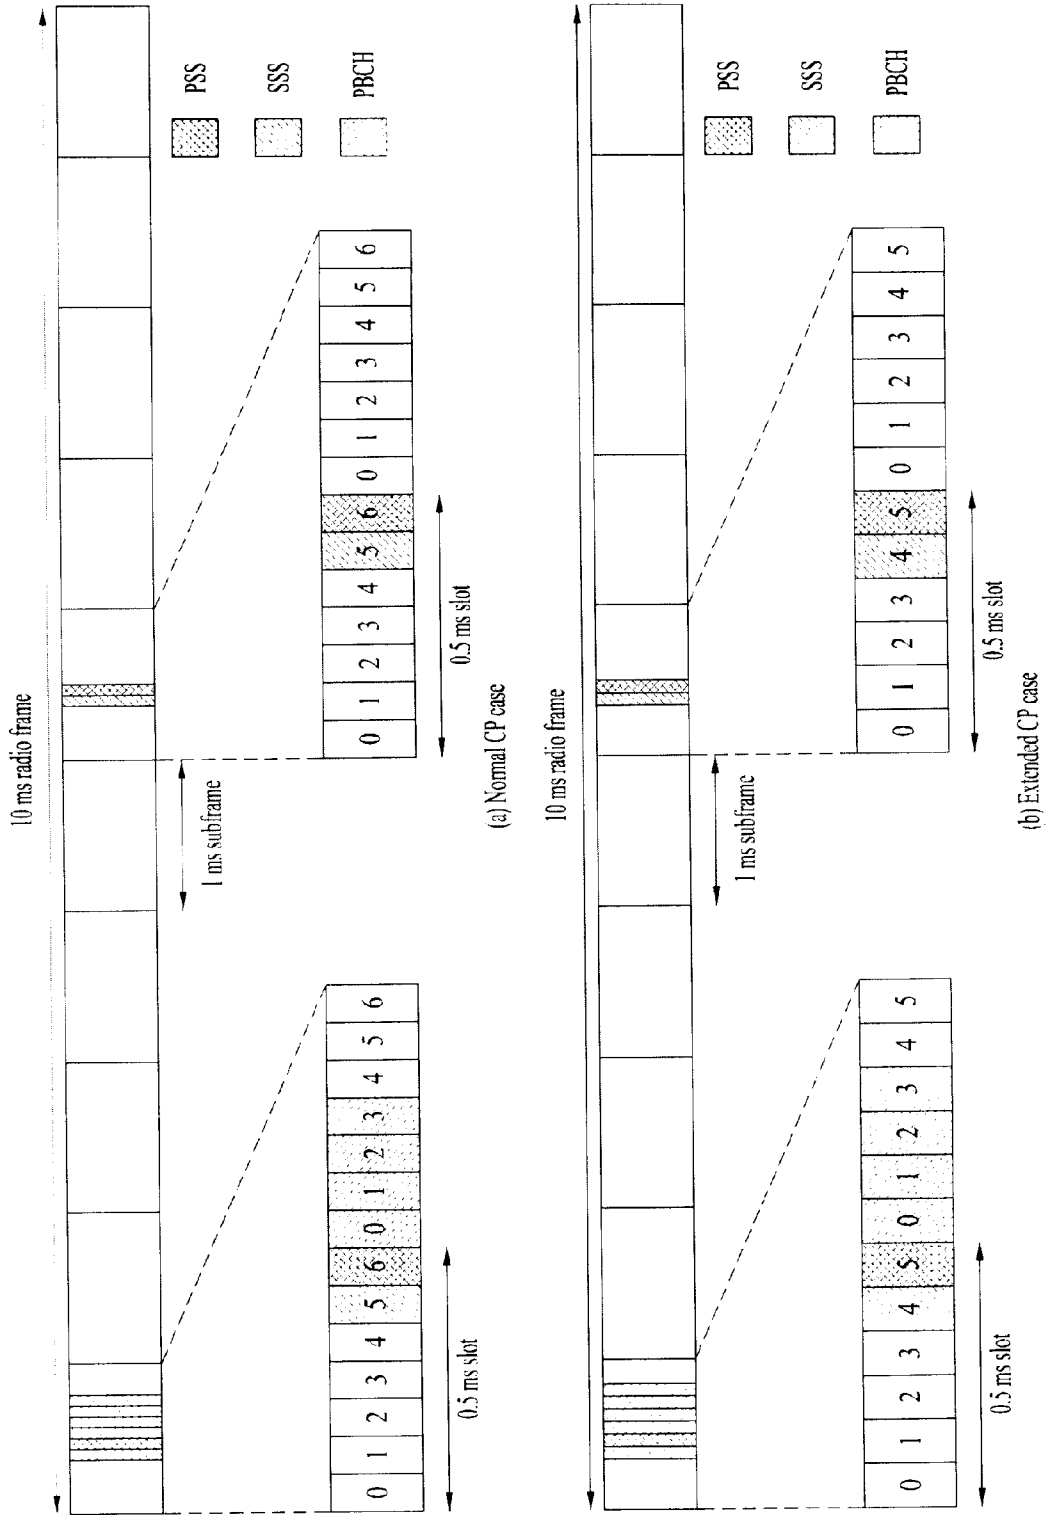 10 ms radio frame
1 ms subframe
PSS
SSS
PBCH
0 1 2 3 4 5 6 0 1 2 3 4 5 6
0.5 ms slot
0 1 2 3 4 5 6 0 1 2 3 4 5 6
0.5 ms slot
(a) Normal CP case
10 ms radio frame
1 ms subframe
PSS
SSS
PBCH
0 1 2 3 4 5 0 1 2 3 4 5
0.5 ms slot
0 1 2 3 4 5 0 1 2 3 4 5
0.5 ms slot
(b) Extended CP case